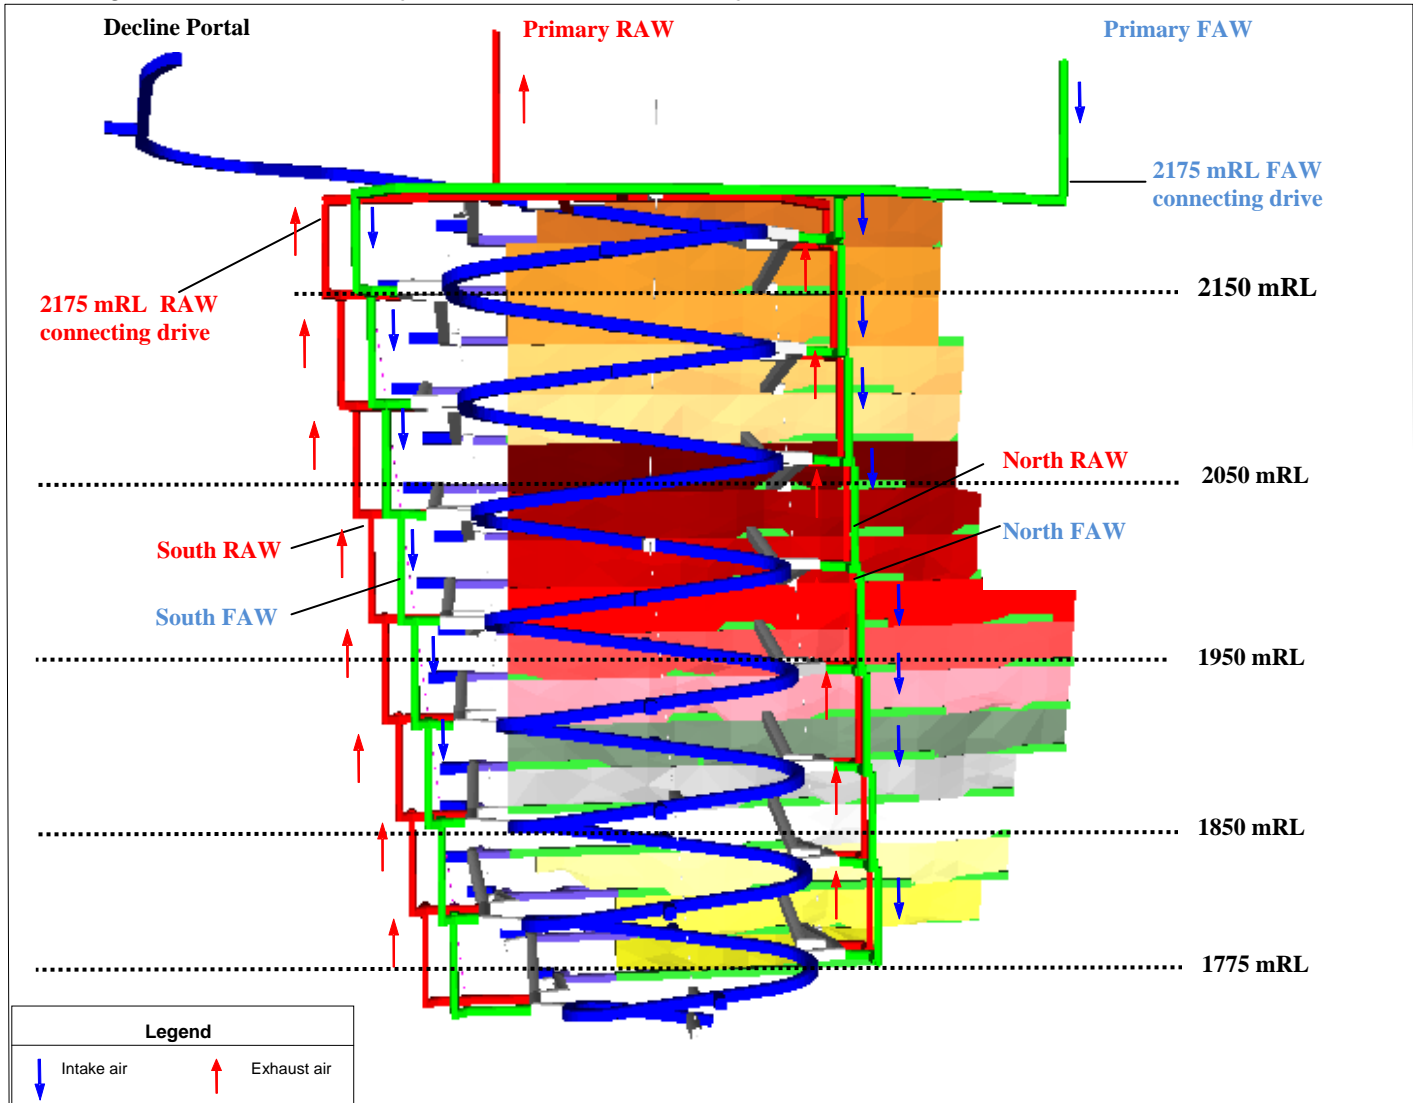 Decline Portal
Primary RAW
Primary FAW
2175 mRL FAW
connecting drive
2175 mRL  RAW
connecting drive
2150 mRL
2050 mRL
North RAW
North FAW
South RAW
South FAW
1950 mRL
1850 mRL
1775 mRL
Legend
Intake air
Exhaust air